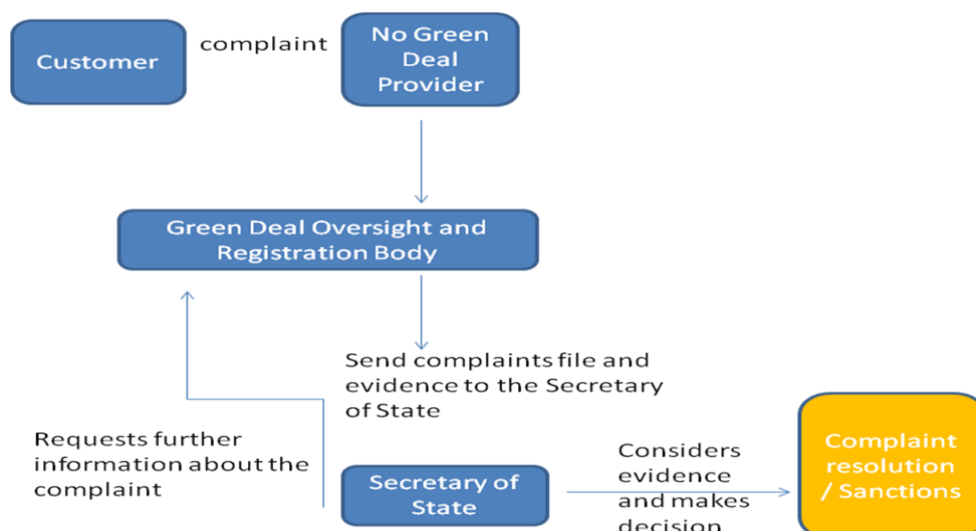 Customer
complaint
No Green
Deal
Provider
Green Deal Oversight and
Registration Body
Send complaints file and
evidence to the Secretary
of State
Requests further
information about the
complaint
Secretary of
State
Considers
evidence
and makes
decision
Complaint
resolution
/ Sanctions